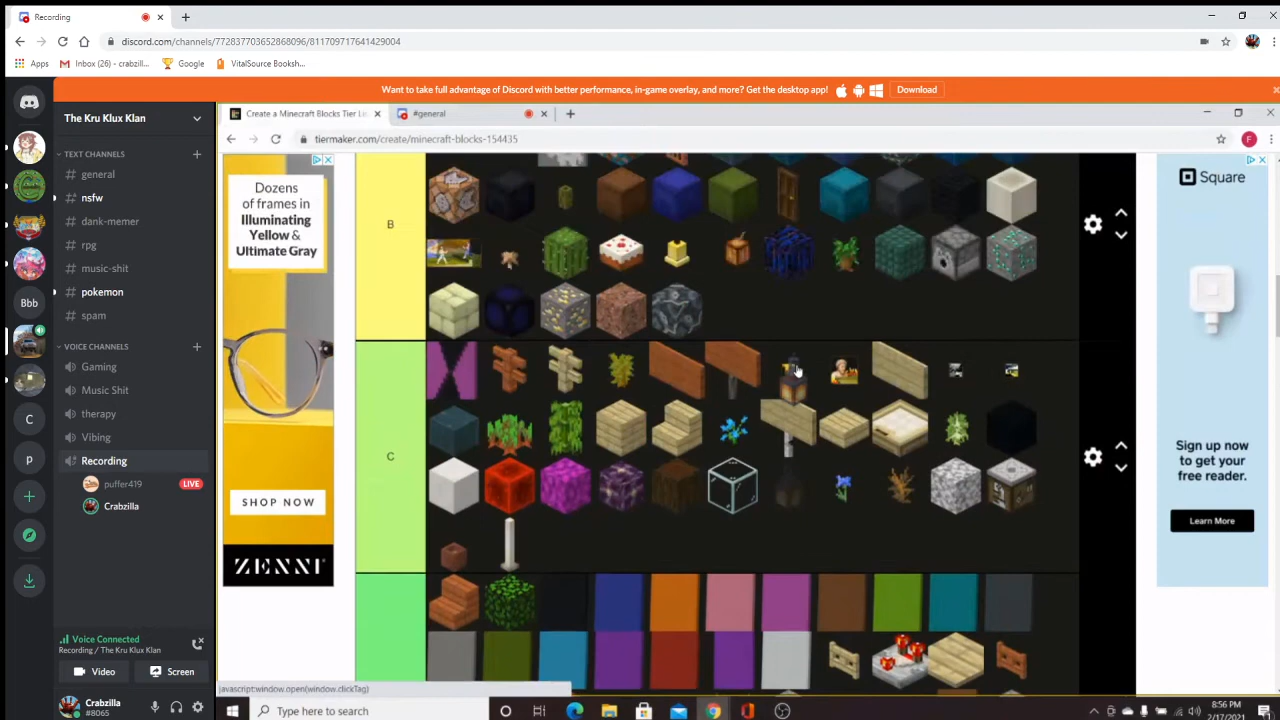 Recording
discord.com/channels/772837703652868096/811097717641429004
Apps
Inbox (26) - crabzill...
Google
VitalSource Booksh...
Want to take full advantage of Discord with better performance, in-game overlay, and more? Get the desktop app!
Download
The Kru Klux Klan
Create a Minecraft Blocks Tier Li
#general
tiermaker.com/create/minecraft-blocks-154435
TEXT CHANNELS
# general
# nsfw
# dank-memer
# rpg
# music-shit
# pokemon
# spam
VOICE CHANNELS
Gaming
Music Shit
therapy
Vibing
Recording
puffer419
LIVE
Crabzilla
Bbb
C
p
Dozens
of frames in
Illuminating
Yellow &
Ultimate Gray
SHOP NOW
ZENNI
B
C
Square
F
Sign up now
to get your
free reader.
Learn More
Voice Connected
Recording / The Kru Klux Klan
Video
Screen
javascript:window.open(window.clickTag)
Crabzilla
#8065
Type here to search
8:56 PM
2/17/2021